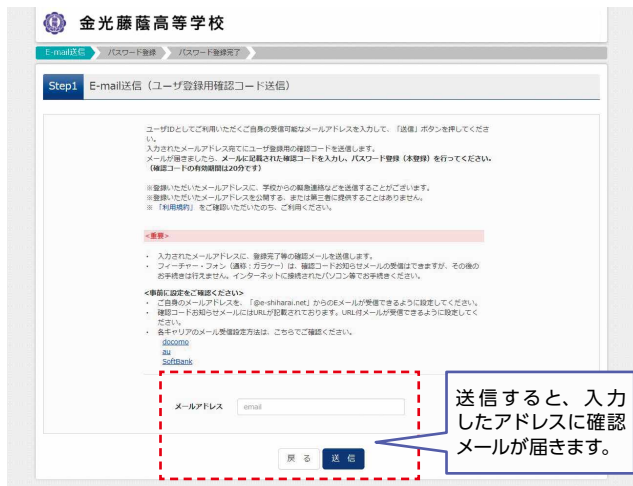 金光藤蔭高等学校
E-mail送信 パスワード登録 パスワード登録完了
Step1 E-mail送信（ユーザ登録用確認コード送信）
ユーザIDとしてご利用いただくご自身の受信可能なメールアドレスを入力して、「送信」ボタンを押してくださ
い。
入力されたメールアドレス宛てにユーザ登録用の確認コードを送信します。
メールが届きましたら、メールに記載された確認コードを入力し、パスワード登録（本登録）を行ってください。
（確認コードの有効期間は20分です）
※登録いただいたメールアドレスに、学校からの緊急連絡などを送信することがございます。
※登録いただいたメールアドレスを公開する、または第三者に提供することはありません。
※「利用規約」をご確認いただいたのち、ご利用ください。
<重要>
・ 入力されたメールアドレスに、登録完了等の確認メールを送信します。
・ フィーチャー・フォン（通称：ガラケー）は、確認コードお知らせメールの受信はできますが、その後の
お手続きは行えません。インターネットに接続されたパソコン等でお手続きください。
<事前に設定をご確認ください>
・ ご自身のメールアドレスを、「@e-shiharai.net」からのEメールが受信できるように設定してください。
・ 確認コードお知らせメールにはURLが記載されております。URL付メールが受信できるように設定してく
ださい。
・ 各キャリアのメール受信設定方法は、こちらでご確認ください。
docomo
au
SoftBank
メールアドレス email
戻る 送信
送信すると、入力
したアドレスに確認
メールが届きます。